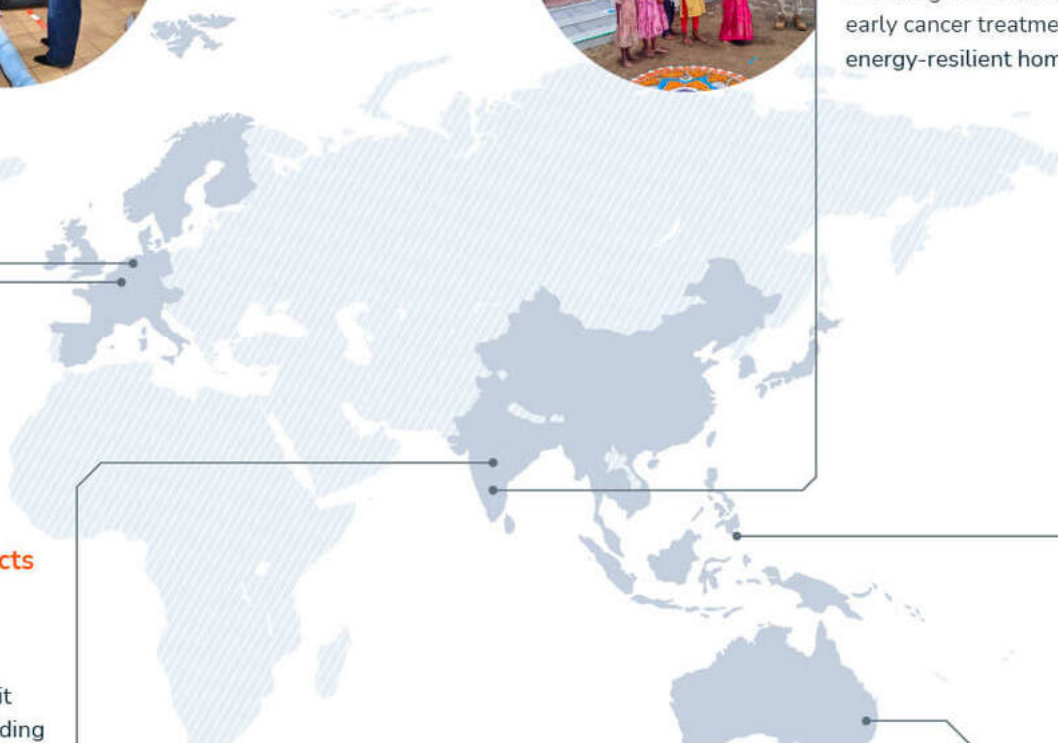 early cancer treatme
energy-resilient hom
cts
it
ding